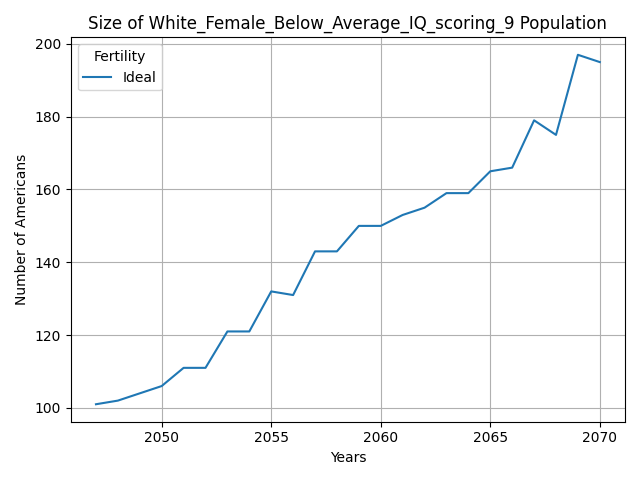 Size of White_Female_Below_Average_IQ_scoring_9 Population
Fertility
Ideal
Number of Americans
200
180
160
140
120
100
2050
2055
2060
2065
2070
Years